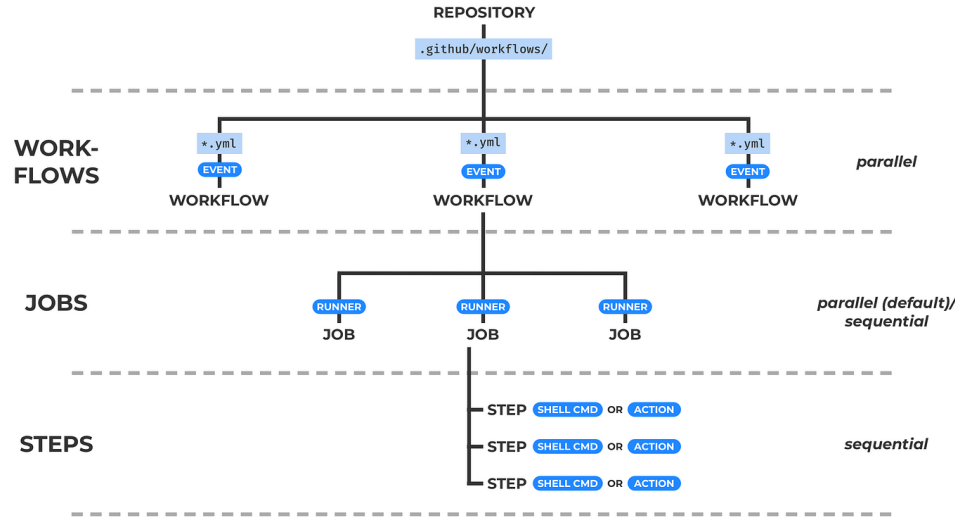 REPOSITORY
.github/workflows/
WORK-
FLOWS
*.yml
*.yml
*.yml
EVENT
EVENT
EVENT
WORKFLOW
WORKFLOW
WORKFLOW
parallel
JOBS
RUNNER
RUNNER
RUNNER
JOB
JOB
JOB
parallel (default)/
sequential
STEPS
STEP SHELL CMD OR ACTION
STEP SHELL CMD OR ACTION
STEP SHELL CMD OR ACTION
sequential